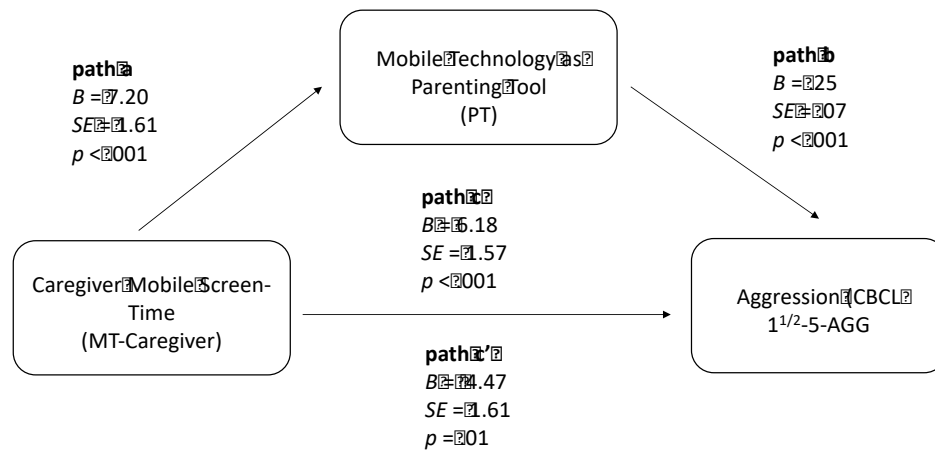 path⍰a
B =⍰7.20
SE⍰=⍰1.61
p <⍰001
Mobile⍰Technology⍰as⍰
Parenting⍰Tool
(PT)
path⍰b
B =⍰25
SE⍰=⍰07
p <⍰001
path⍰c⍰
B⍰=⍰6.18
SE =⍰1.57
p <⍰001
Caregiver⍰Mobile⍰Screen-
Time
(MT-Caregiver)
Aggression⍰(CBCL⍰
1^1/2-5-AGG
path⍰c’⍰
B⍰=⍰4.47
SE =⍰1.61
p =⍰01